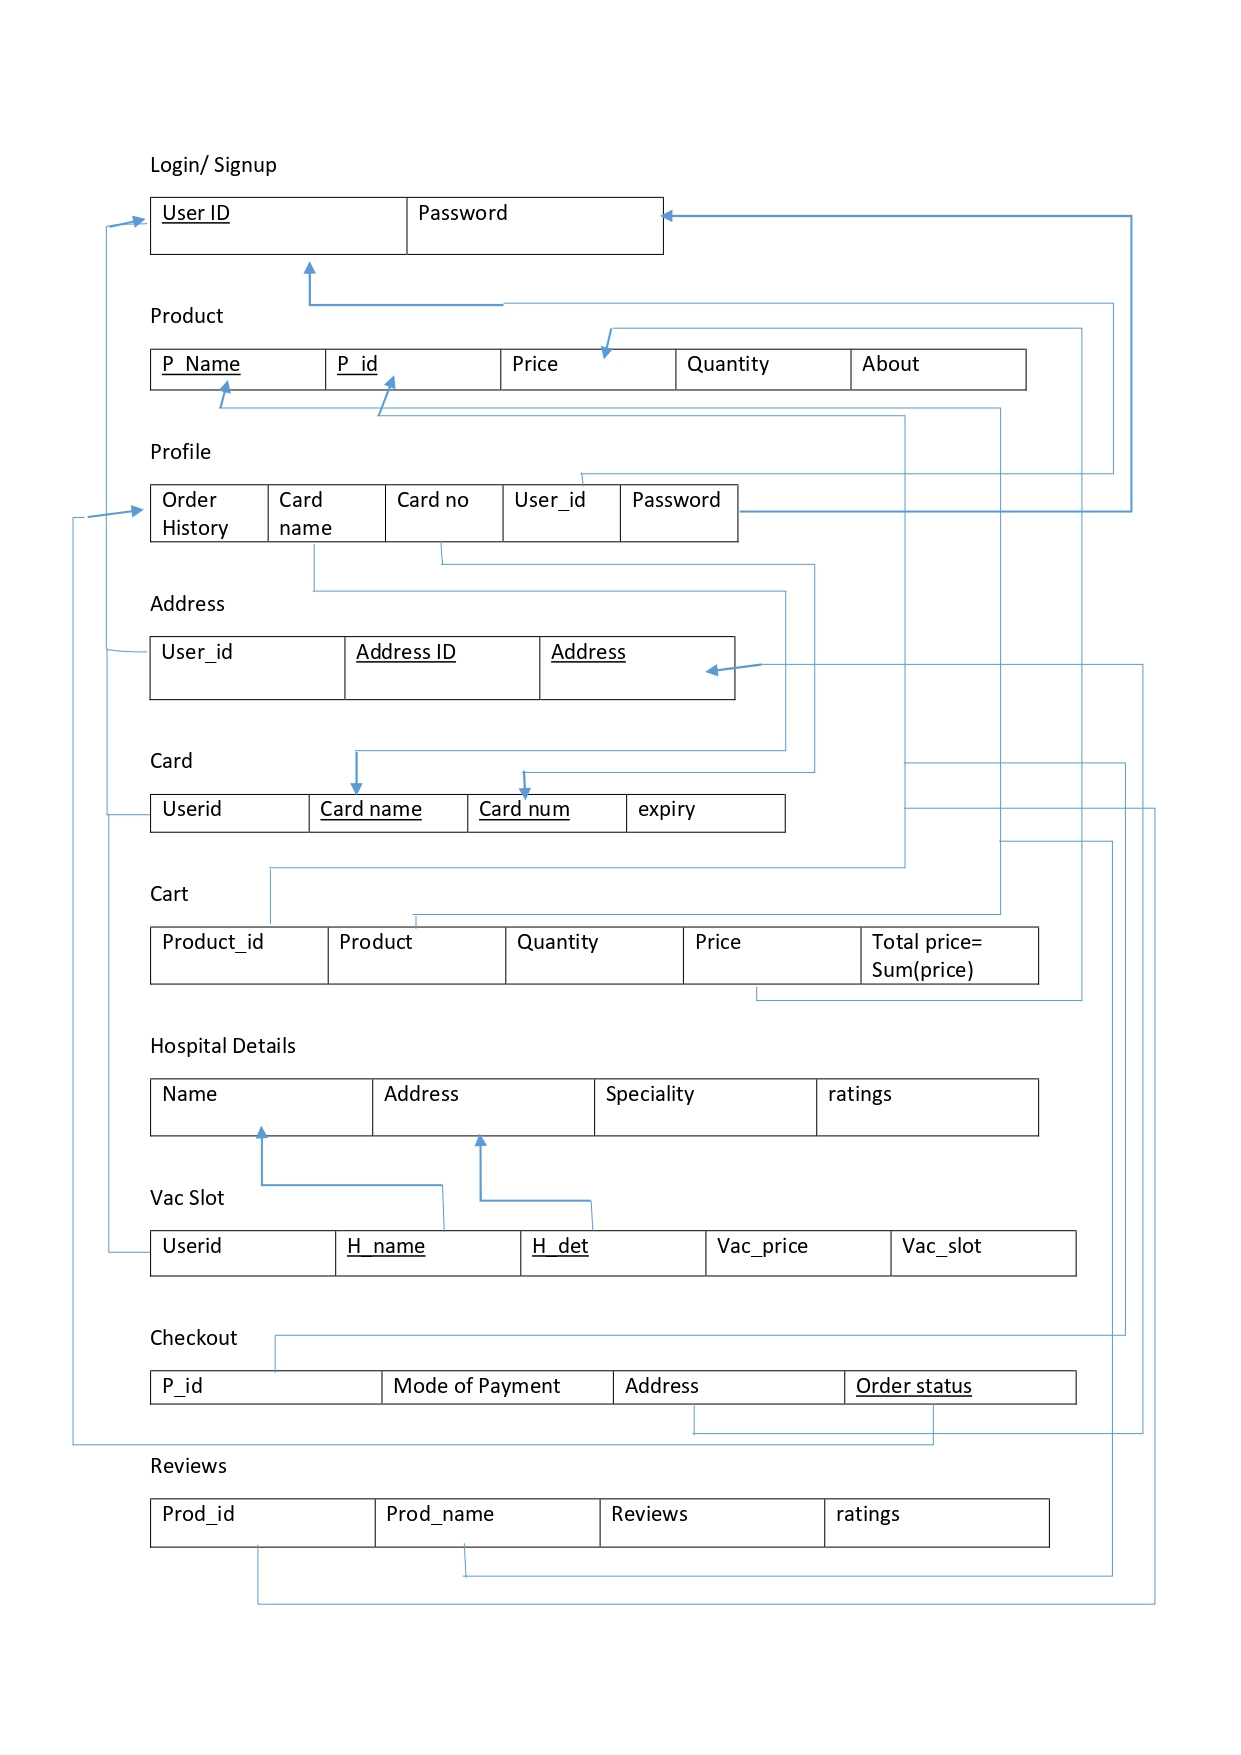 Login/ Signup
User ID Password
Product
P_Name P_id Price Quantity About
Profile
Order Card Card no User_id Password
History name
Address
User_id Address ID Address
Card
Userid Card name Card num expiry
Cart
Product_id Product Quantity Price Total price=
Sum(price)
Hospital Details
Name Address Speciality ratings
Vac Slot
Userid H_name H_det Vac_price Vac_slot
Checkout
P_id Mode of Payment Address Order status
Reviews
Prod_id Prod_name Reviews ratings